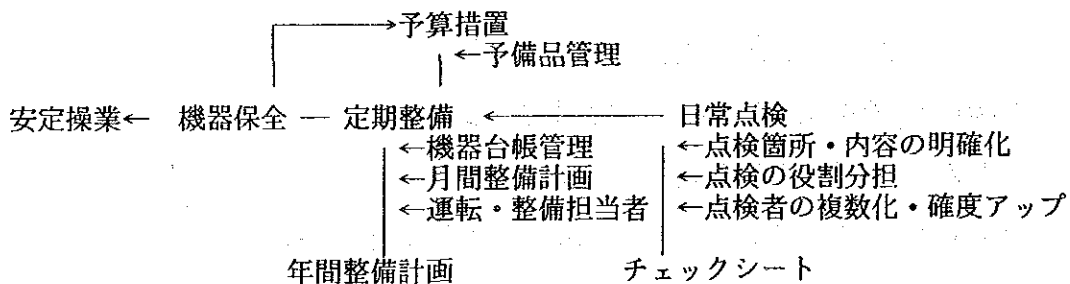 予算措置
←予備品管理
安定操業← 機器保全 ― 定期整備 ← 日常点検
←機器台帳管理 ←点検箇所・内容の明確化
←月間整備計画 ←点検の役割分担
←運転・整備担当者 ←点検者の複数化・確度アップ
年間整備計画 チェックシート